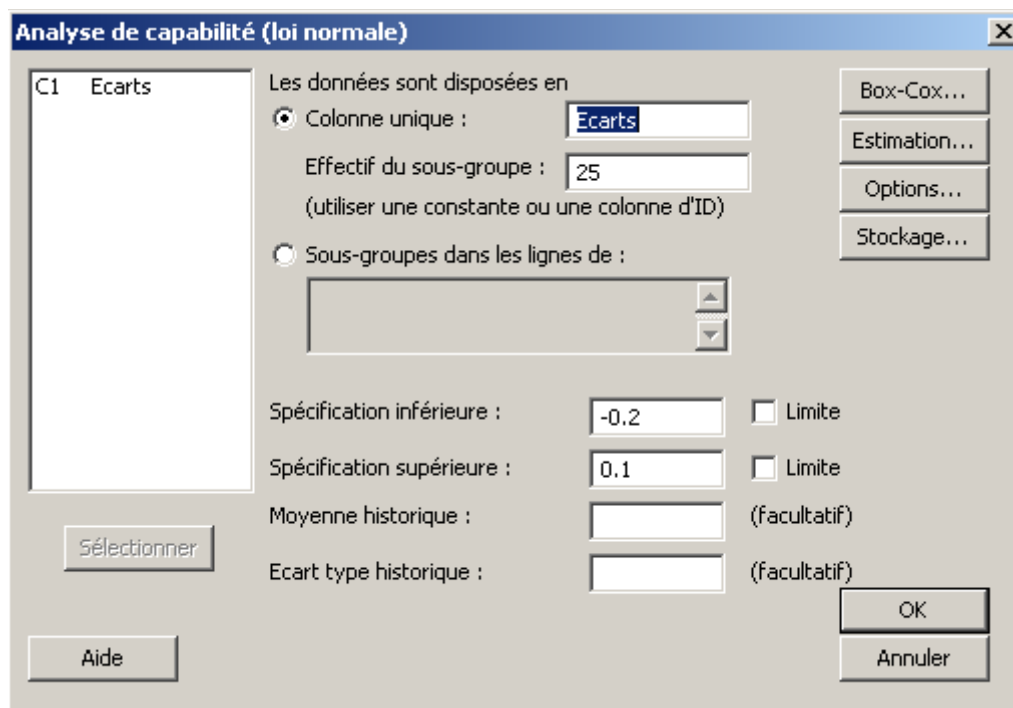 Analyse de capabilité (loi normale)
C1 Ecarts
Les données sont disposées en
Colonne unique : Ecarts
Effectif du sous-groupe : 25
(utiliser une constante ou une colonne d'ID)
Sous-groupes dans les lignes de :
Box-Cox...
Estimation...
Options...
Stockage...
Spécification inférieure : -0.2 Limite
Spécification supérieure : 0.1 Limite
Moyenne historique : (facultatif)
Ecart type historique : (facultatif)
Sélectionner
OK
Aide
Annuler